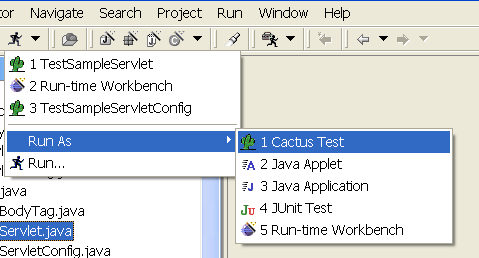 Navigate Search Project Run Window Help
1 TestSampleServlet
2 Run-time Workbench
3 TestSampleServletConfig
Run As
Run...
1 Cactus Test
2 Java Applet
3 Java Application
4 JUnit Test
5 Run-time Workbench
.java
BodyTag.java
Servlet.java
ServletConfig.java